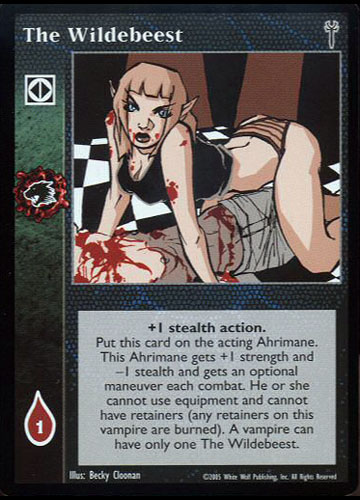 The Wildebeest
+1 stealth action.
Put this card on the acting Ahrimane.
This Ahrimane gets +1 strength and
–1 stealth and gets an optional
maneuver each combat. He or she
cannot use equipment and cannot
have retainers (any retainers on this
vampire are burned). A vampire can
have only one The Wildebeest.
1
Illus: Becky Cloonan
©2005 White Wolf Publishing, Inc. All Rights Reserved